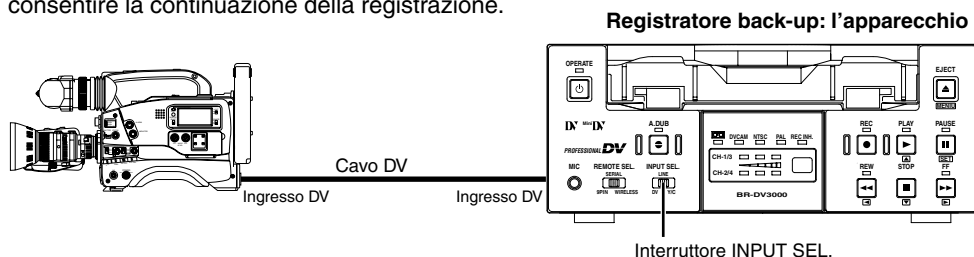 consentire la continuazione della registrazione.
Registratore back-up: l'apparecchio
OPERATE
EJECT
MENU
DV Mini DV
A.DUB
DVCAM NTSC PAL REC INH.
REC PLAY PAUSE
PROFESSIONAL DV
SET
MIC REMOTE SEL. INPUT SEL.
SERIAL LINE
9PIN WIRELESS DV Y/C
CH-1/3
CH-2/4
REW STOP FF
BR-DV3000
Cavo DV
Ingresso DV Ingresso DV
Interruttore INPUT SEL.